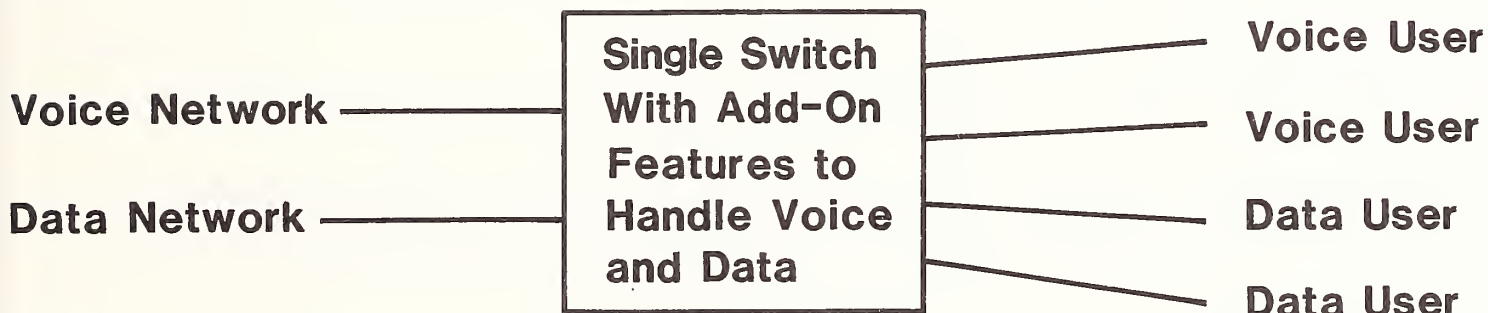 Voice Network
Data Network
Single Switch
With Add-On
Features to
Handle Voice
and Data
Voice User
Voice User
Data User
Data User